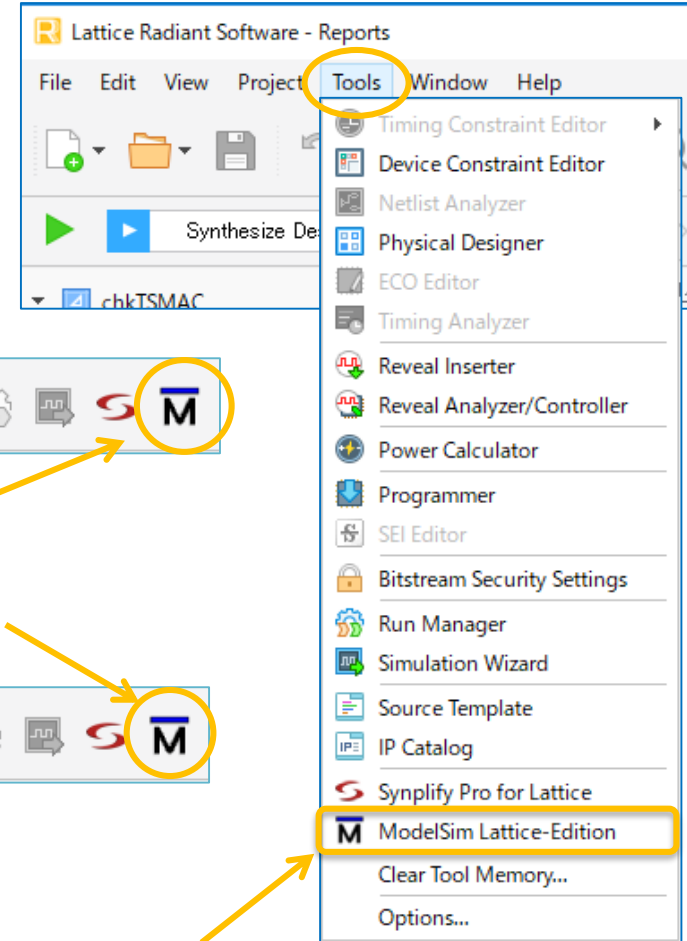 Lattice Radiant Software - Reports
File Edit View Project Tools Window Help
Timing Constraint Editor
Device Constraint Editor
Netlist Analyzer
Synthesize De
Physical Designer
ECO Editor
chkTSMAC
Timing Analyzer
Reveal Inserter
Reveal Analyzer/Controller
M
Power Calculator
Programmer
SEI Editor
Bitstream Security Settings
Run Manager
Simulation Wizard
Source Template
M
IP Catalog
Synplify Pro for Lattice
M ModelSim Lattice-Edition
Clear Tool Memory...
Options...